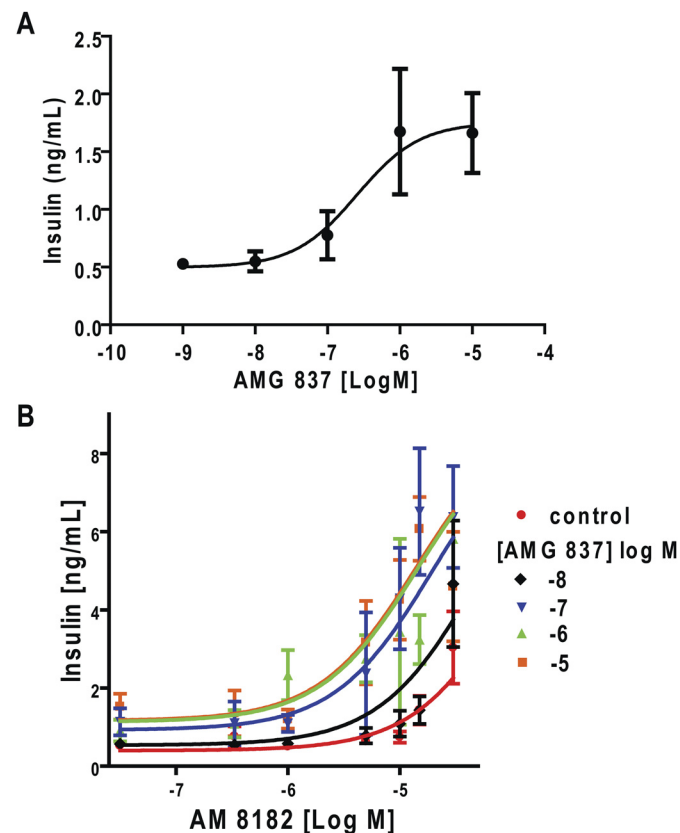 A
2.5
2.0
1.5
1.0
0.5
0.0
Insulin (ng/mL)
-10 -9 -8 -7 -6 -5 -4
AMG 837 [LogM]
B
8
6
4
2
0
Insulin [ng/mL]
-7 -6 -5
AM 8182 [Log M]
control
[AMG 837] log M
-8
-7
-6
-5